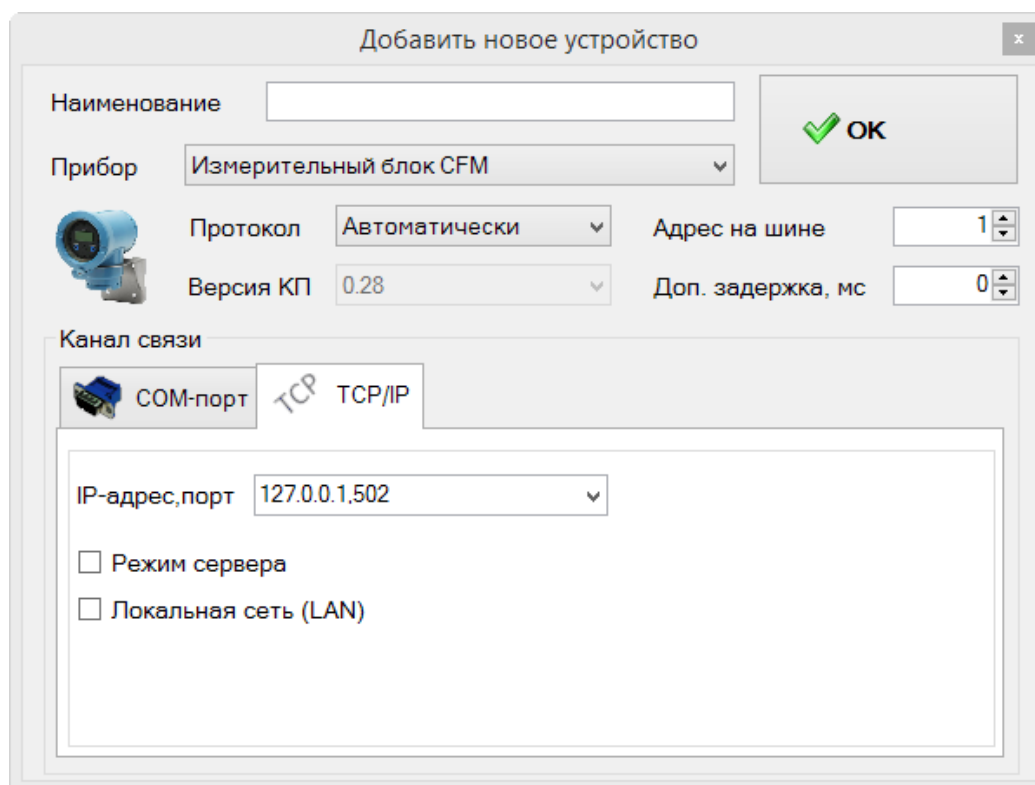 Добавить новое устройство
x
Наименование
OK
Прибор Измерительный блок CFM
Протокол Автоматически Адрес на шине 1
Версия КП 0.28 Доп. задержка, мс 0
Канал связи
COM-порт TCP TCP/IP
IP-адрес,порт 127.0.0.1,502
Режим сервера
Локальная сеть (LAN)